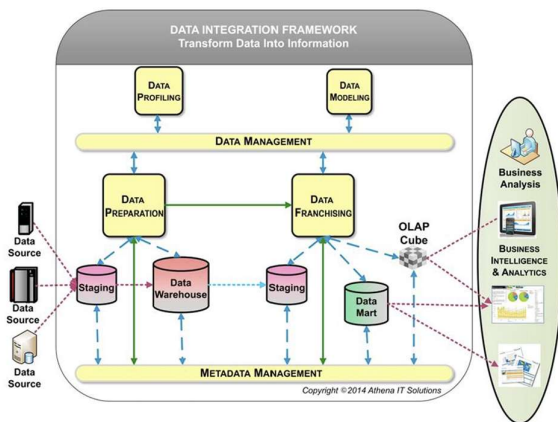 DATA INTEGRATION FRAMEWORK
Transform Data Into Information
DATA
PROFILING
DATA
MODELING
DATA MANAGEMENT
DATA
PREPARATION
DATA
FRANCHISING
OLAP
Cube
Business
Analysis
BUSINESS
INTELLIGENCE
& ANALYTICS
Data
Source
Data
Source
Data
Source
Staging
Data
Warehouse
Staging
Data
Mart
METADATA MANAGEMENT
Copyright ©2014 Athena IT Solutions